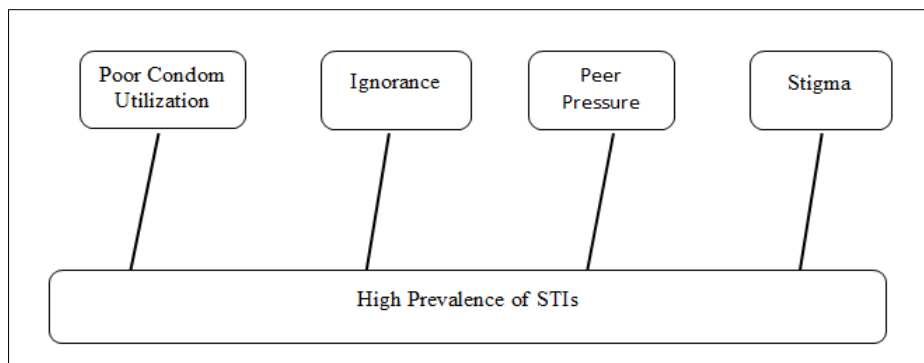 Poor Condom
Utilization
Ignorance
Peer
Pressure
Stigma
High Prevalence of STIs